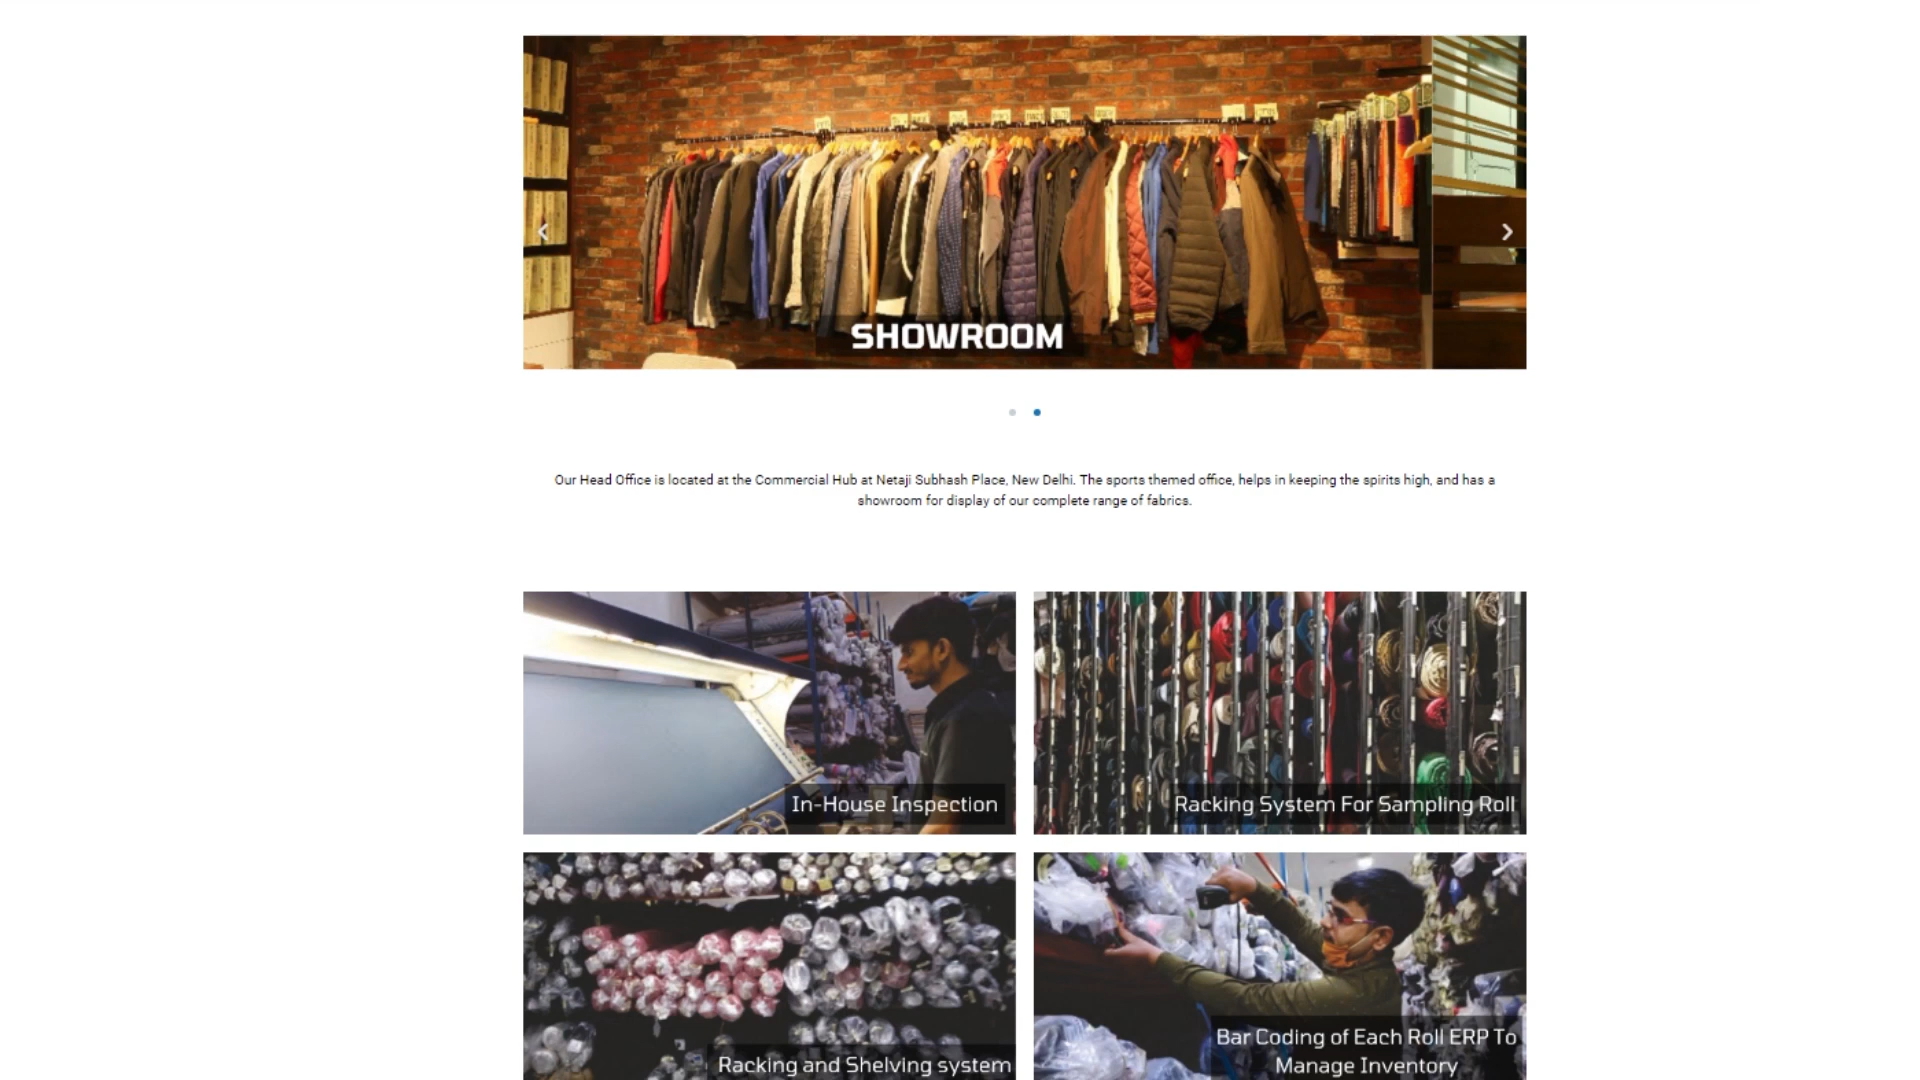 SHOWROOM
Our Head Office is located at the Commercial Hub at Netaji Subhash Place, New Delhi. The sports themed office, helps in keeping the spirits high, and has a
showroom for display of our complete range of fabrics.
In-House Inspection
Racking System For Sampling Roll
Racking and Shelving system
Bar Coding of Each Roll ERP To
Manage Inventory